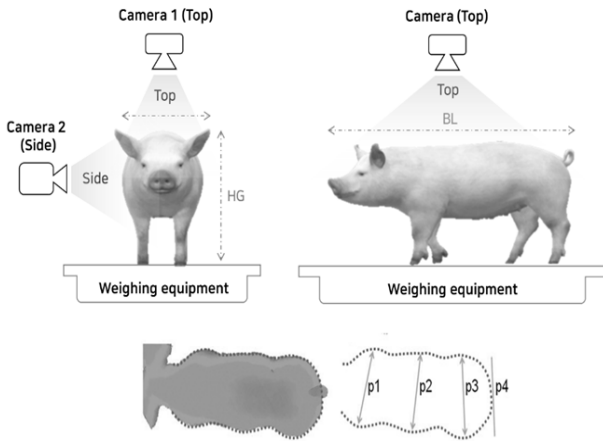 Camera 1 (Top)
Top
Camera 2
(Side)
Side
HG
Weighing equipment
Camera (Top)
Top
BL
Weighing equipment
p1
p2
p3
p4